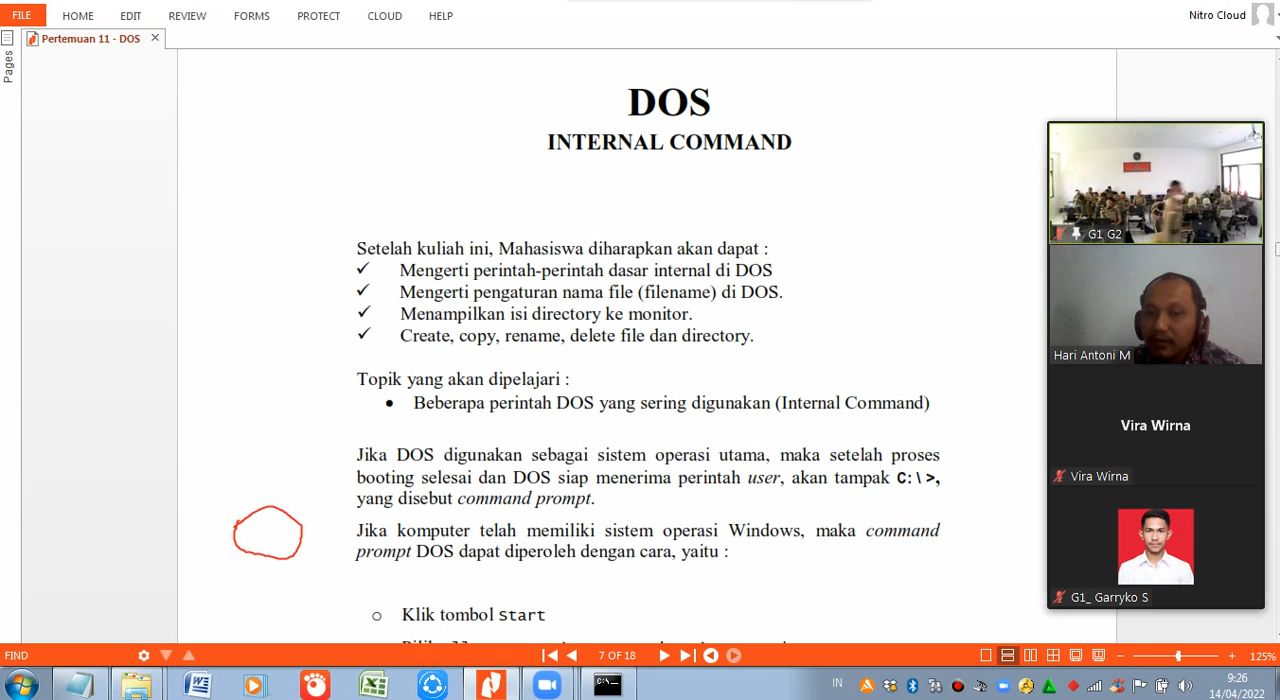 FILE HOME EDIT REVIEW FORMS PROTECT CLOUD HELP Nitro Cloud
Pertemuan 11 - DOS
Pages
DOS
INTERNAL COMMAND
Setelah kuliah ini, Mahasiswa diharapkan akan dapat :
✓ Mengerti perintah-perintah dasar internal di DOS
✓ Mengerti pengaturan nama file (filename) di DOS.
✓ Menampilkan isi directory ke monitor.
✓ Create, copy, rename, delete file dan directory.
Topik yang akan dipelajari :
• Beberapa perintah DOS yang sering digunakan (Internal Command)
Jika DOS digunakan sebagai sistem operasi utama, maka setelah proses
booting selesai dan DOS siap menerima perintah user, akan tampak C:\>,
yang disebut command prompt.
Jika komputer telah memiliki sistem operasi Windows, maka command
prompt DOS dapat diperoleh dengan cara, yaitu :
o Klik tombol Start
G1_G2
Hari Antoni M
Vira Wirna
Vira Wirna
G1_ Garryko S
FIND
7 OF 18
125%
IN
9:26
14/04/2022